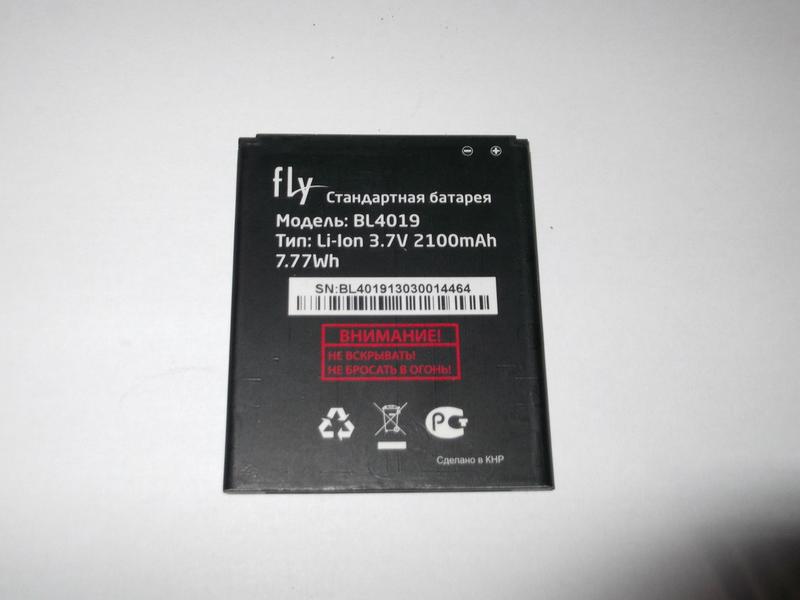 fly Стандартная батарея
Модель: BL4019
Тип: Li-Ion 3.7V 2100mAh
7.77Wh
SN:BL401913030014464
ВНИМАНИЕ!
НЕ ВСКРЫВАТЬ!
НЕ БРОСАТЬ В ОГОНЬ!
РС
Сделано в КНР